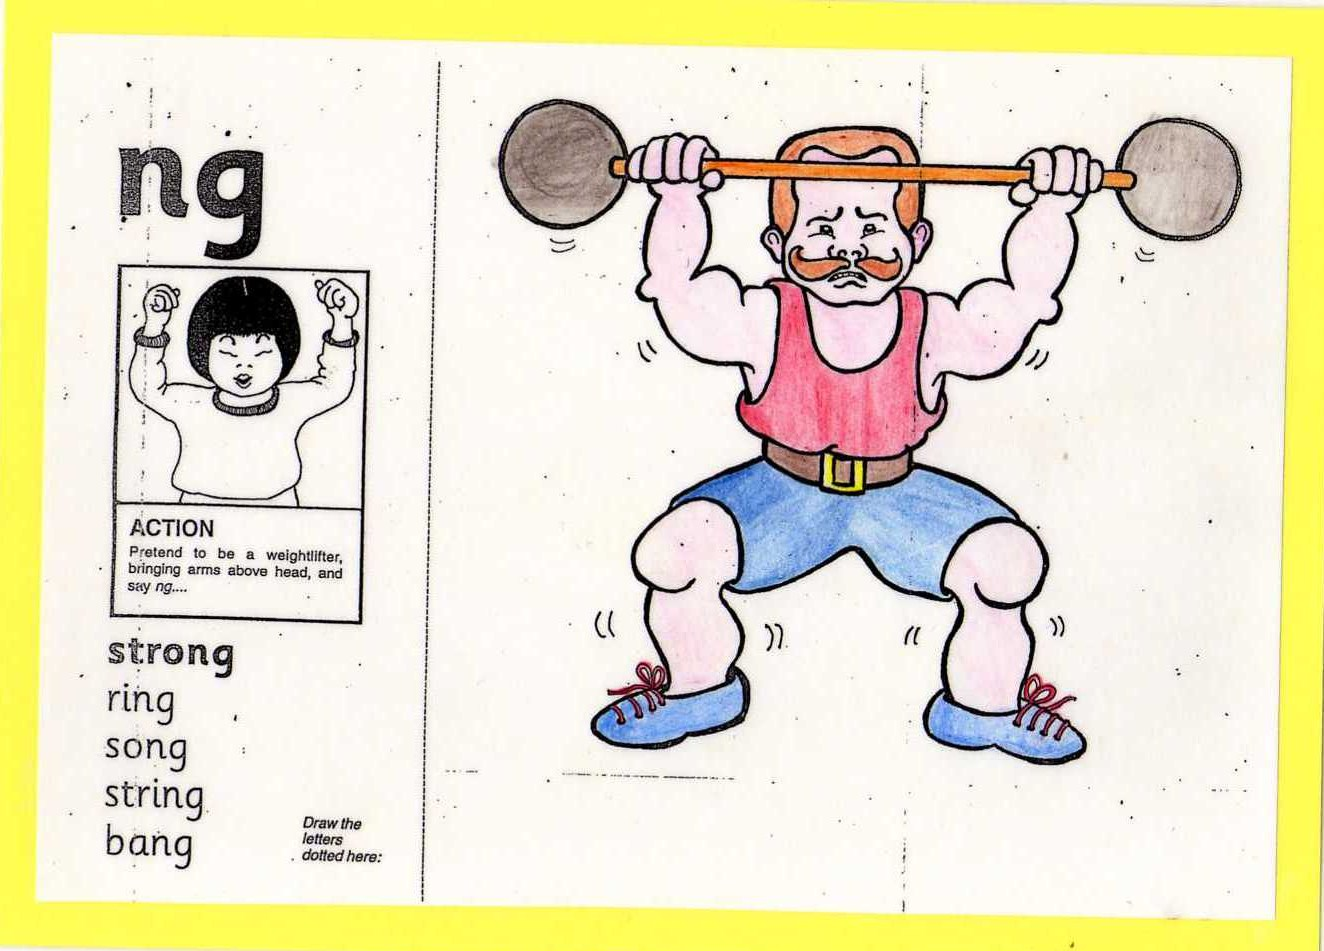 ng
ACTION
Pretend to be a weightlifter,
bringing arms above head, and
say ng....
strong
ring
song
string
bang
Draw the
letters
dotted here: